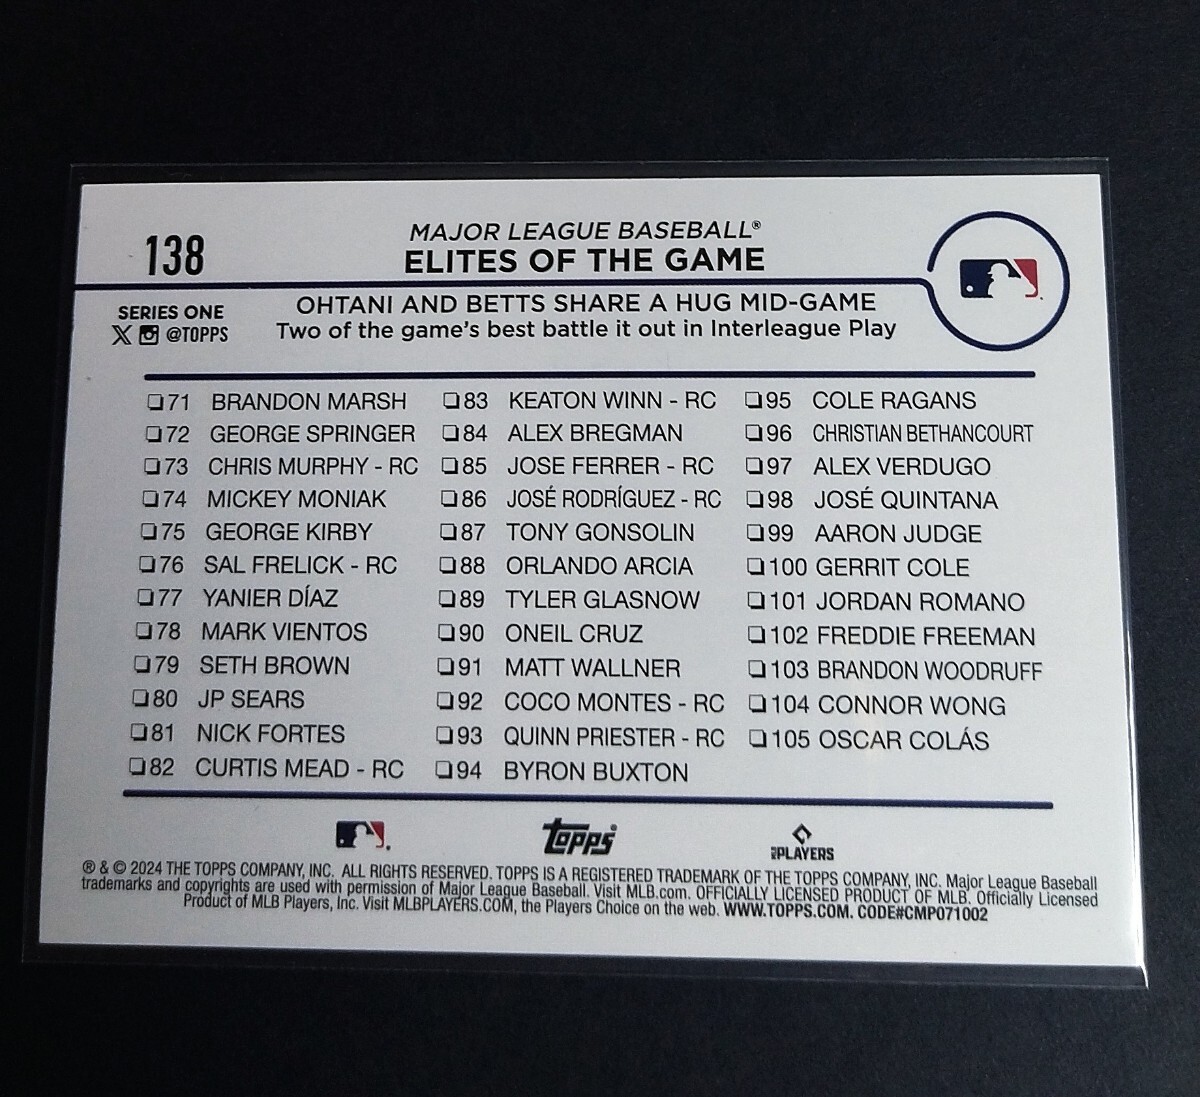 138
MAJOR LEAGUE BASEBALL®
ELITES OF THE GAME
SERIES ONE
@TOPPS
OHTANI AND BETTS SHARE A HUG MID-GAME
Two of the game's best battle it out in Interleague Play
❏71 BRANDON MARSH
❏72 GEORGE SPRINGER
❏73 CHRIS MURPHY - RC
❏74 MICKEY MONIAK
❏75 GEORGE KIRBY
❏76 SAL FRELICK - RC
❏77 YANIER DÍAZ
❏78 MARK VIENTOS
❏79 SETH BROWN
❏80 JP SEARS
❏81 NICK FORTES
❏82 CURTIS MEAD - RC
❏83 KEATON WINN - RC
❏84 ALEX BREGMAN
❏85 JOSE FERRER - RC
❏86 JOSÉ RODRÍGUEZ - RC
❏87 TONY GONSOLIN
❏88 ORLANDO ARCIA
❏89 TYLER GLASNOW
❏90 ONEIL CRUZ
❏91 MATT WALLNER
❏92 COCO MONTES - RC
❏93 QUINN PRIESTER - RC
❏94 BYRON BUXTON
❏95 COLE RAGANS
❏96 CHRISTIAN BETHANCOURT
❏97 ALEX VERDUGO
❏98 JOSÉ QUINTANA
❏99 AARON JUDGE
❏100 GERRIT COLE
❏101 JORDAN ROMANO
❏102 FREDDIE FREEMAN
❏103 BRANDON WOODRUFF
❏104 CONNOR WONG
❏105 OSCAR COLÁS
topps
MLB PLAYERS
® & © 2024 THE TOPPS COMPANY, INC. ALL RIGHTS RESERVED. TOPPS IS A REGISTERED TRADEMARK OF THE TOPPS COMPANY, INC. Major League Baseball
trademarks and copyrights are used with permission of Major League Baseball. Visit MLB.com. OFFICIALLY LICENSED PRODUCT OF MLB. Officially Licensed
Product of MLB Players, Inc. Visit MLBPLAYERS.COM, the Players Choice on the web. WWW.TOPPS.COM. CODE#CMP071002